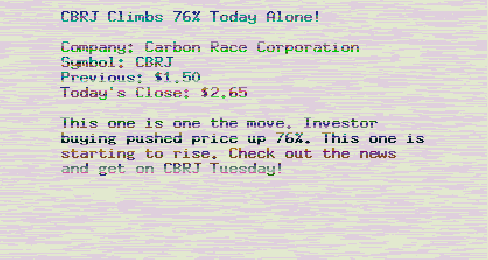 CBRJ Climbs 76% Today Alone!
Company: Carbon Race Corporation
Symbol: CBRJ
Previous: $1.50
Today's Close: $2.65
This one is one the move. Investor
buying pushed price up 76%. This one is
starting to rise. Check out the news
and get on CBRJ Tuesday!